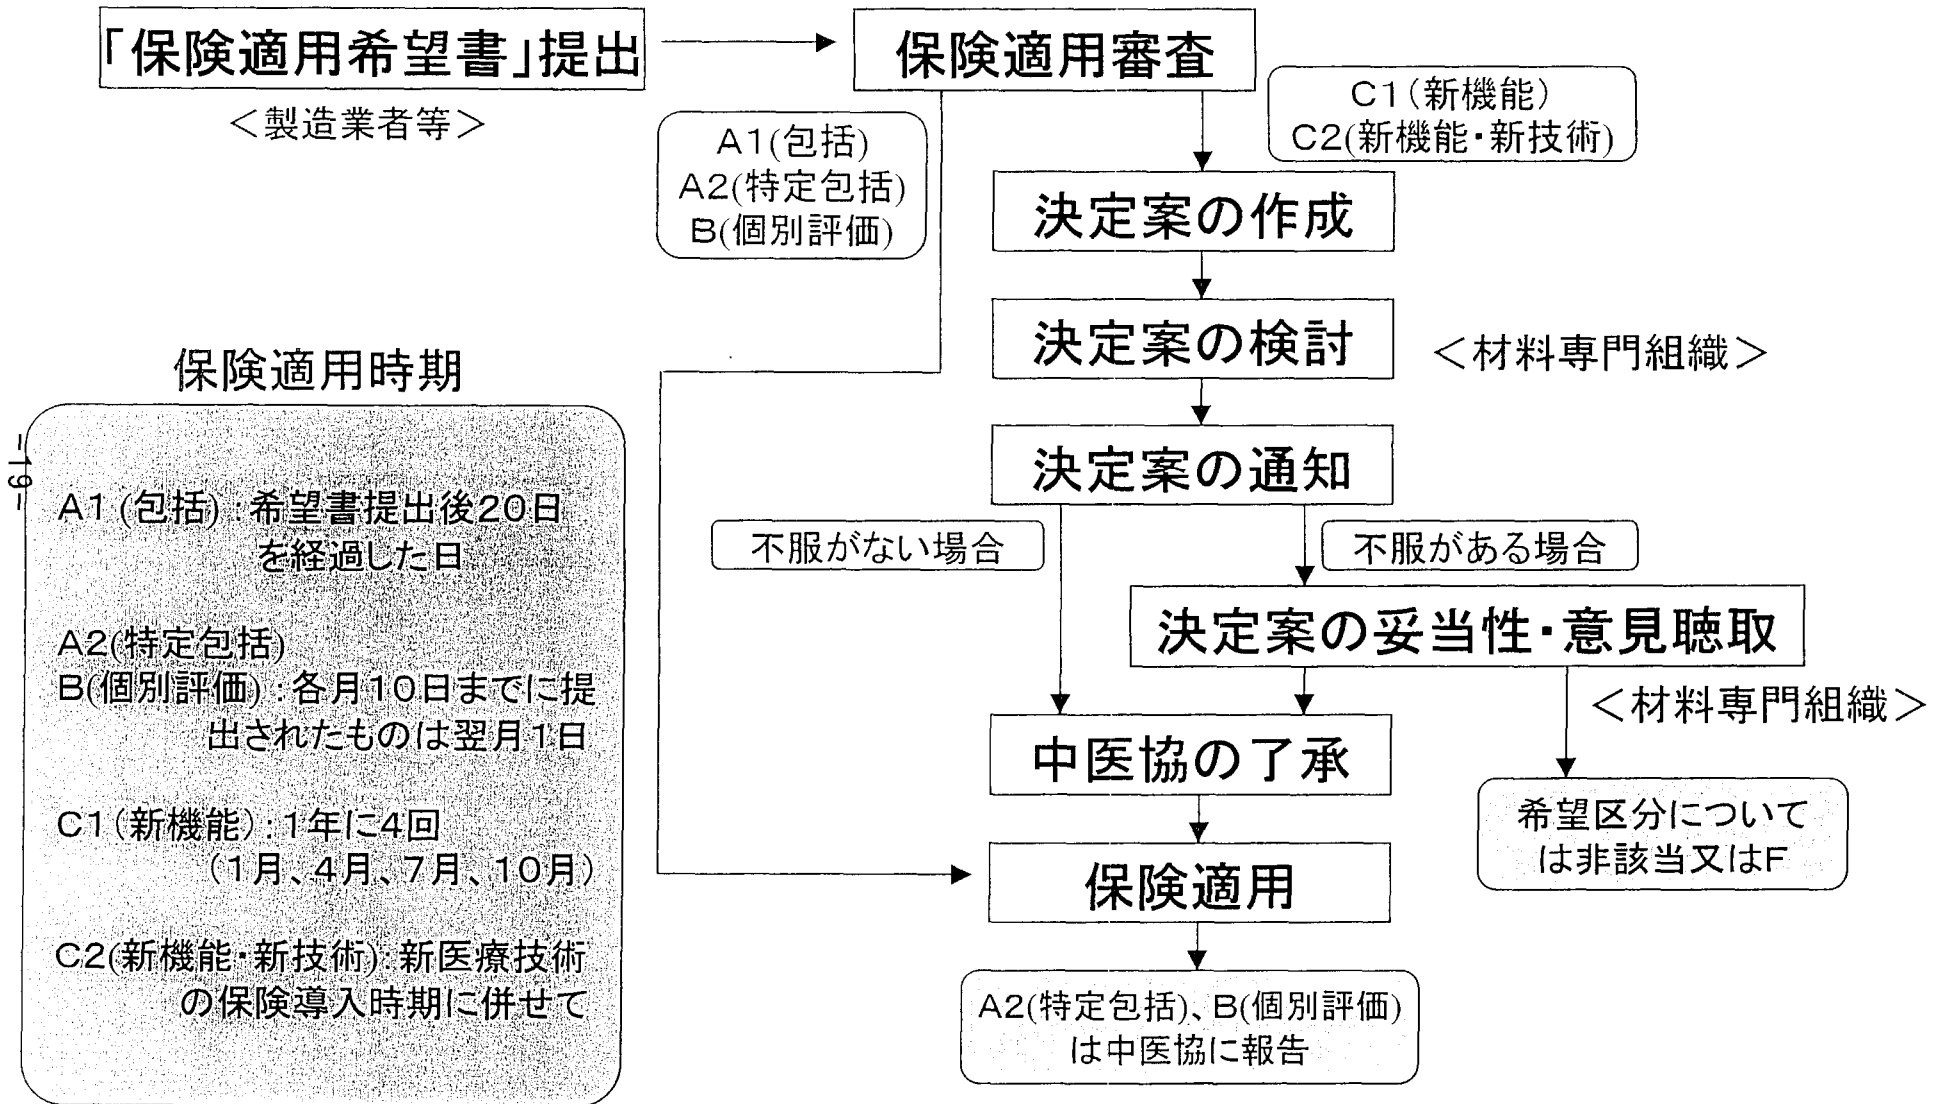 「保険適用希望書」提出
＜製造業者等＞
保険適用審査
A1(包括)
A2(特定包括)
B(個別評価)
C1(新機能)
C2(新機能・新技術)
決定案の作成
決定案の検討
＜材料専門組織＞
決定案の通知
不服がない場合
不服がある場合
決定案の妥当性・意見聴取
＜材料専門組織＞
中医協の了承
希望区分について
は非該当又はF
保険適用
A2(特定包括)、B(個別評価)
は中医協に報告
保険適用時期
A1(包括):希望書提出後20日
を経過した日
A2(特定包括)
B(個別評価):各月10日までに提
出されたものは翌月1日
C1(新機能):1年に4回
(1月、4月、7月、10月)
C2(新機能・新技術):新医療技術
の保険導入時期に併せて
-19-